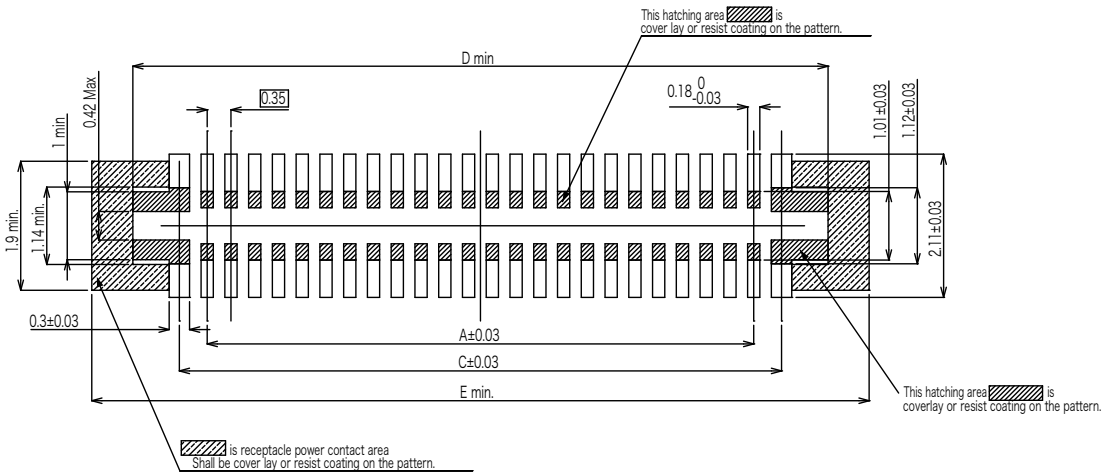 This hatching area is
cover lay or resist coating on the pattern.
D min
0.42 Max
0.35
0.18 0 -0.03
1 min
1.01±0.03
1.12±0.03
1.9 min.
1.14 min.
2.11±0.03
0.3±0.03
A±0.03
C±0.03
E min.
This hatching area is
coverlay or resist coating on the pattern.
is receptacle power contact area
Shall be cover lay or resist coating on the pattern.